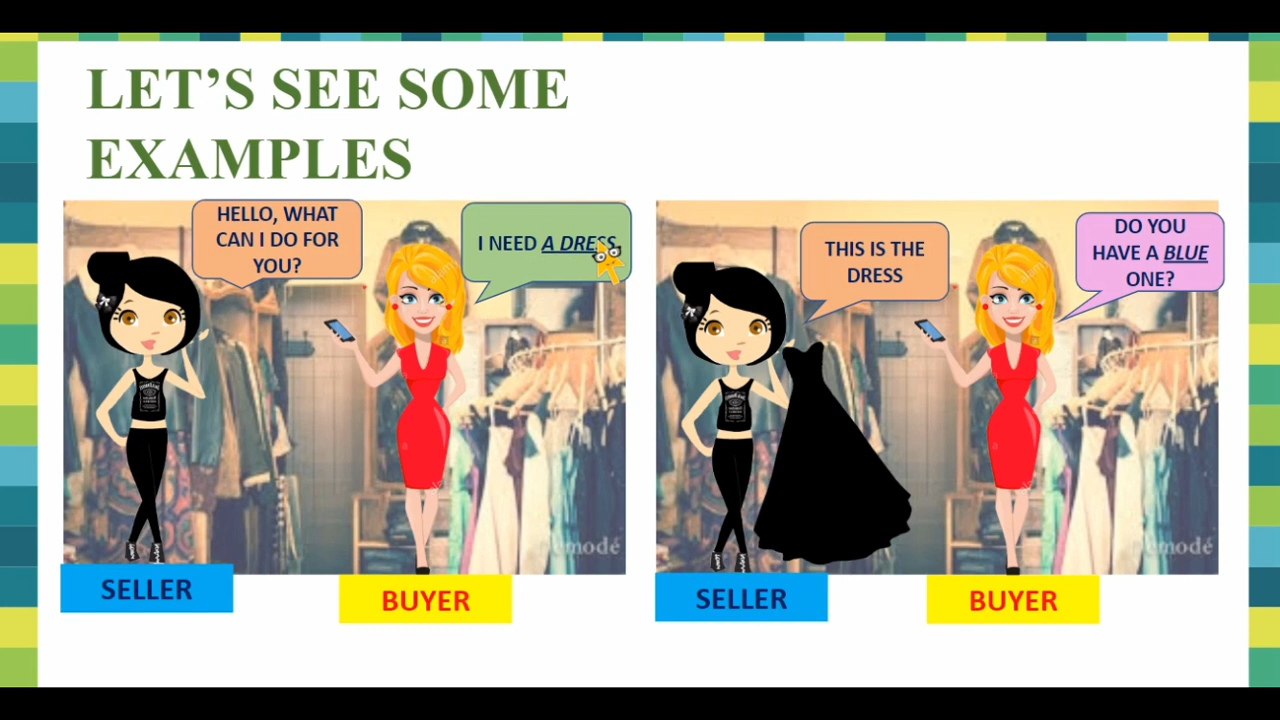 LET'S SEE SOME
EXAMPLES
HELLO, WHAT
CAN I DO FOR
YOU?
I NEED A DRESS.
SELLER
BUYER
THIS IS THE
DRESS
DO YOU
HAVE A BLUE
ONE?
SELLER
BUYER